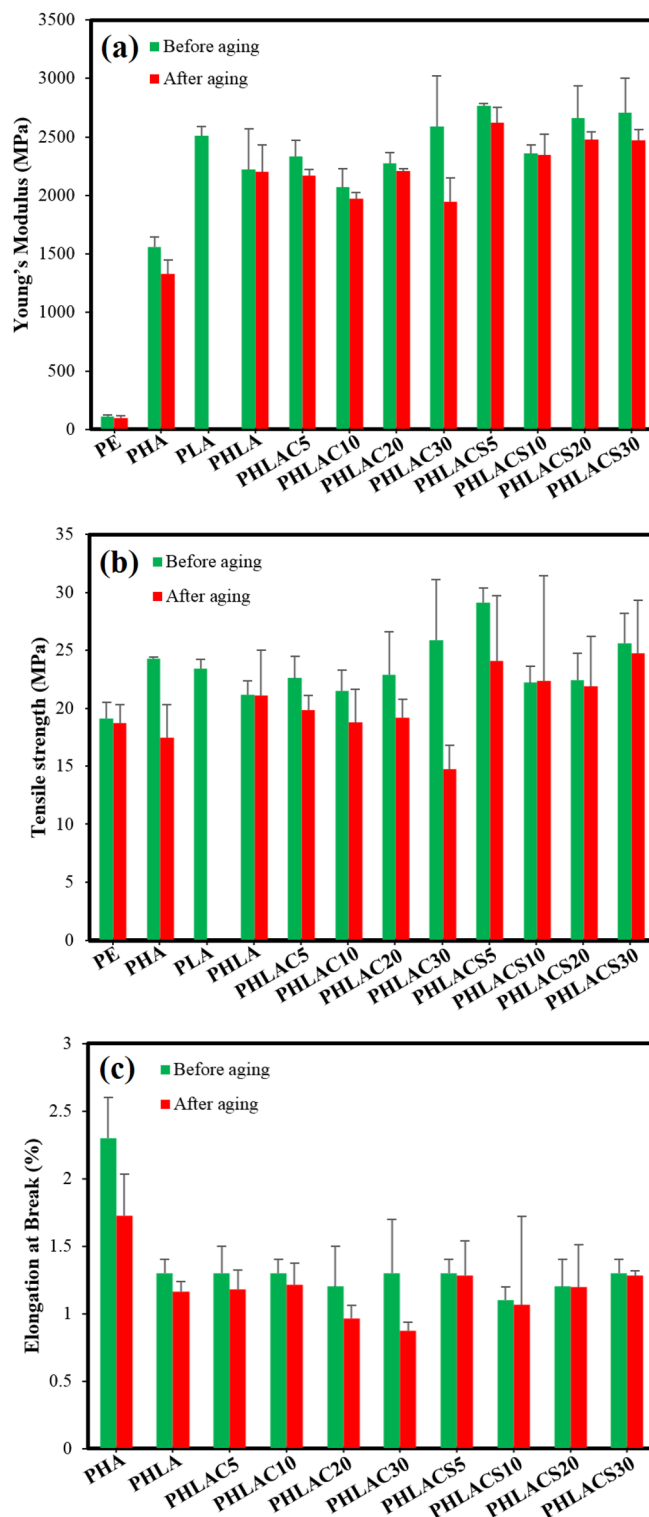 (a)
Before aging
After aging
Young's Modulus (MPa)
3500
3000
2500
2000
1500
1000
500
0
PE
PHA
PLA
PHLA
PHLAC5
PHLAC10
PHLAC20
PHLAC30
PHLACS5
PHLACS10
PHLACS20
PHLACS30
(b)
Before aging
After aging
Tensile strength (MPa)
35
30
25
20
15
10
5
0
PE
PHA
PLA
PHLA
PHLAC5
PHLAC10
PHLAC20
PHLAC30
PHLACS5
PHLACS10
PHLACS20
PHLACS30
(c)
Before aging
After aging
Elongation at Break (%)
3
2.5
2
1.5
1
0.5
0
PHA
PHLA
PHLAC5
PHLAC10
PHLAC20
PHLAC30
PHLACS5
PHLACS10
PHLACS20
PHLACS30